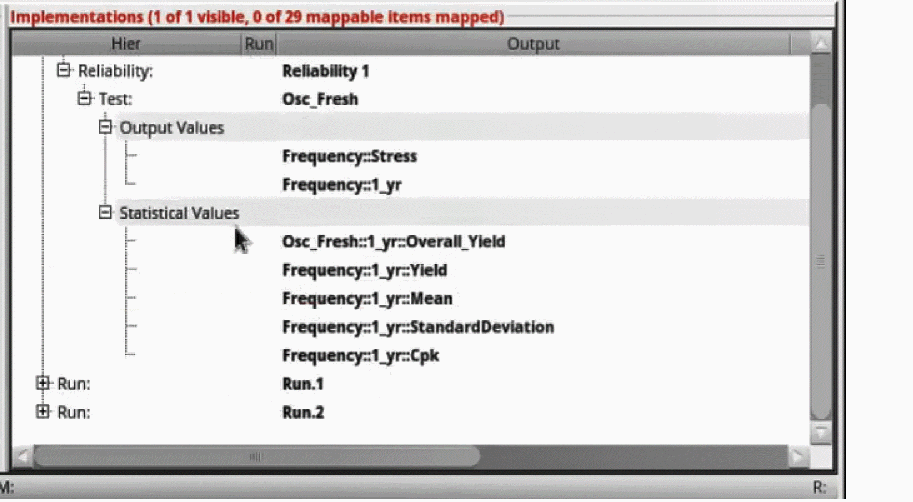 Implementations (1 of 1 visible, 0 of 29 mappable items mapped)
Hier Run Output
Reliability: Reliability 1
Test: Osc_Fresh
Output Values
Frequency::Stress
Frequency::1_yr
Statistical Values
Osc_Fresh::1_yr::Overall_Yield
Frequency::1_yr::Yield
Frequency::1_yr::Mean
Frequency::1_yr::StandardDeviation
Frequency::1_yr::Cpk
Run: Run.1
Run: Run.2
M: R: